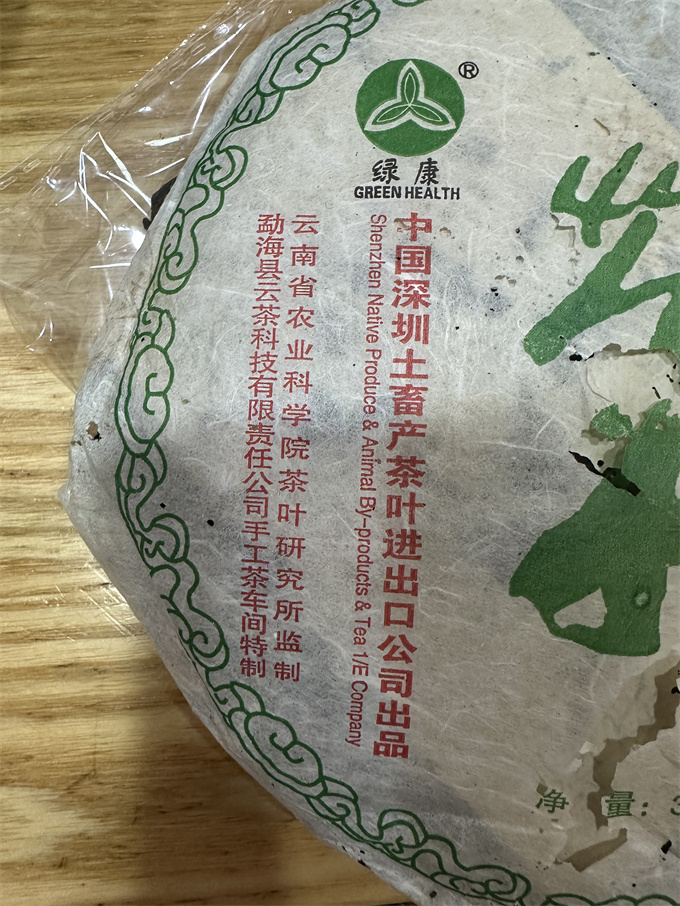 ®
绿康
GREEN HEALTH
中国深圳土畜产茶叶进出口公司出品
Shenzhen Native Produce & Animal By-products & Tea 1/E Company
云南省农业科学院茶叶研究所监制
勐海县云茶科技有限责任公司手工茶车间特制
净 量: